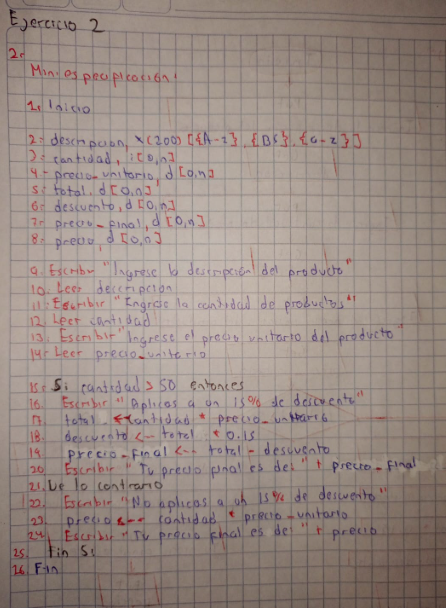 Ejercicio 2
2.
Miniespecificación:
1. Inicio
2.- descripcion, x(200) [{A-z}, {BS}, {a-z}]
3.- cantidad, i[0,n]
4.- precio-unitario, d[0,n]
5.- total, d[0,n]
6.- descuento, d[0,n]
7.- precio-final, d[0,n]
8.- precio, d[0,n]
9. Escribir "Ingrese la descripción del producto"
10. Leer descripcion
11. Escribir "Ingrese la cantidad de productos"
12. Leer cantidad
13. Escribir "Ingrese el precio unitario del producto"
14. Leer precio_unitario
15. Si cantidad > 50 entonces
16. Escribir "Aplicas a un 15% de descuento"
17. total <- cantidad * precio-unitario
18. descuento <-- total * 0.15
19. precio-final <-- total - descuento
20. Escribir "Tu precio final es de:" + precio-final
21. De lo contrario
22. Escribir "No aplicas a un 15% de descuento"
23. precio <-- cantidad * precio-unitario
24. Escribir "Tu precio final es de:" + precio
25. Fin Si
26. Fin